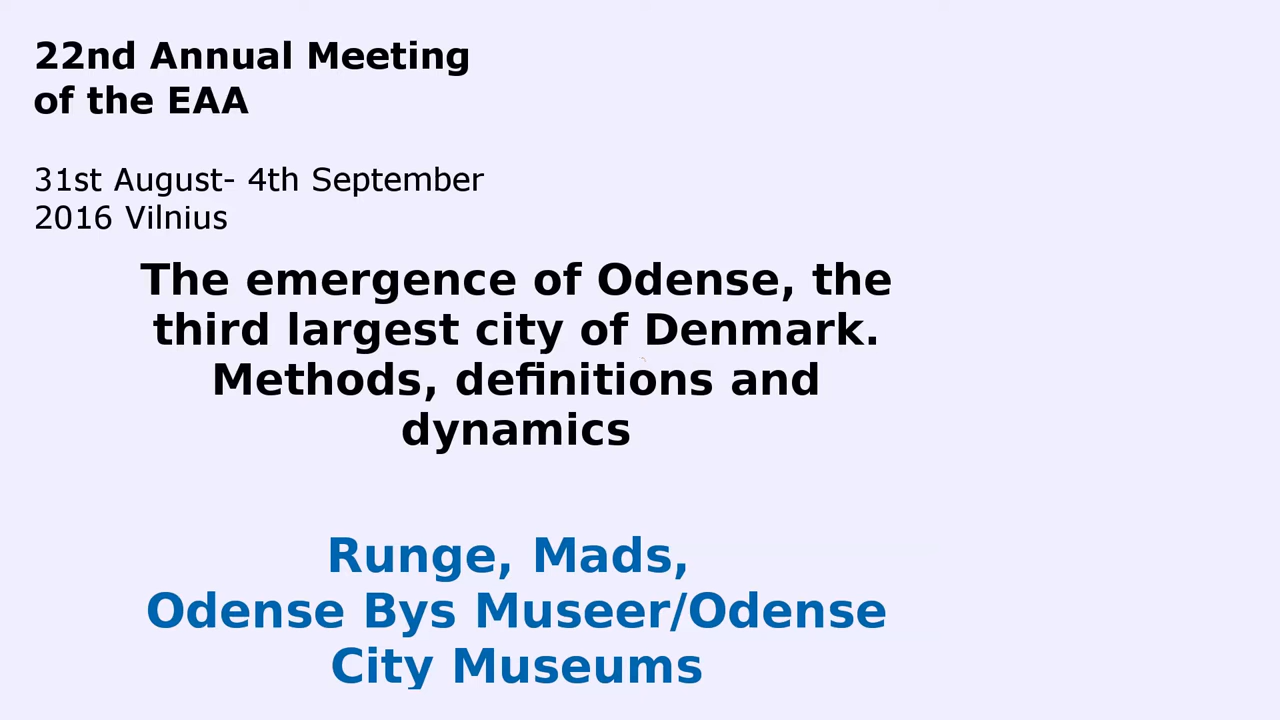 22nd Annual Meeting
of the EAA
31st August- 4th September
2016 Vilnius
The emergence of Odense, the
third largest city of Denmark.
Methods, definitions and
dynamics
Runge, Mads,
Odense Bys Museer/Odense
City Museums